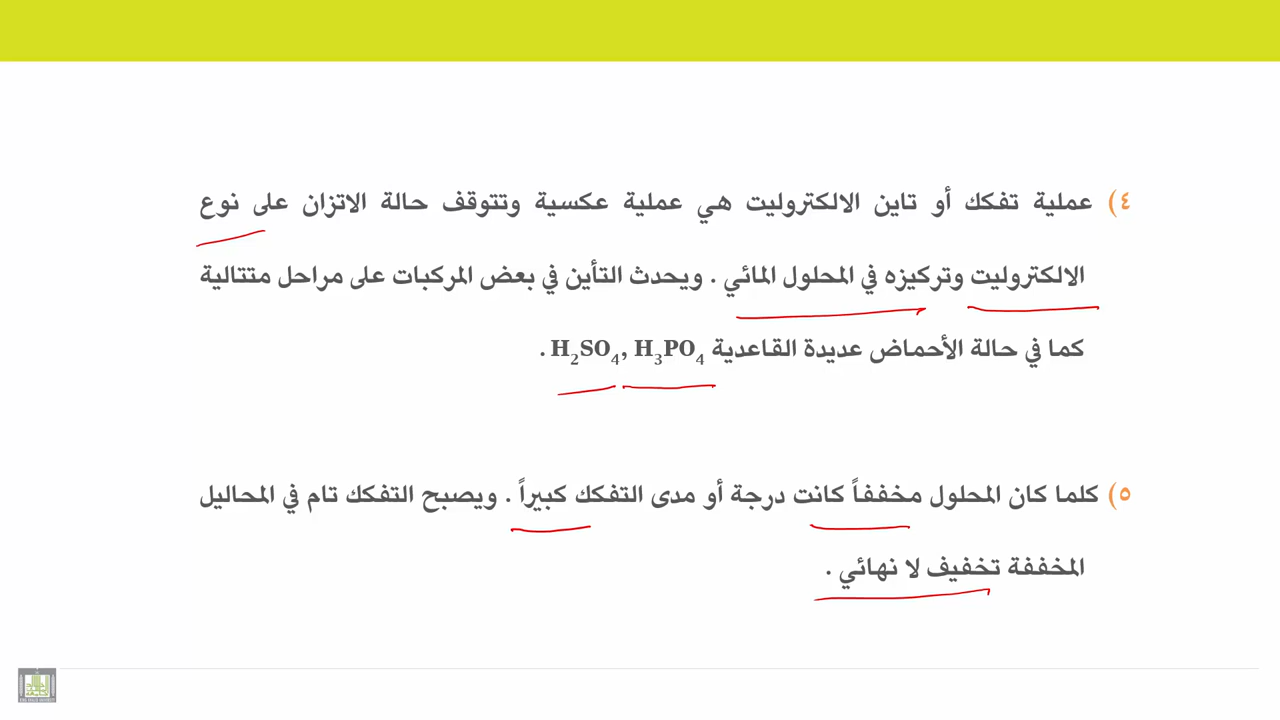 ٤) عملية تفكك أو تاين الالكتروليت هي عملية عكسية وتتوقف حالة الاتزان على نوع
الالكتروليت وتركيزه في المحلول المائي . ويحدث التأين في بعض المركبات على مراحل متتالية
كما في حالة الأحماض عديدة القاعدية H₂SO₄, H₃PO₄ .
٥) كلما كان المحلول مخففاً كانت درجة أو مدى التفكك كبيراً . ويصبح التفكك تام في المحاليل
المخففة تخفيف لا نهائي .